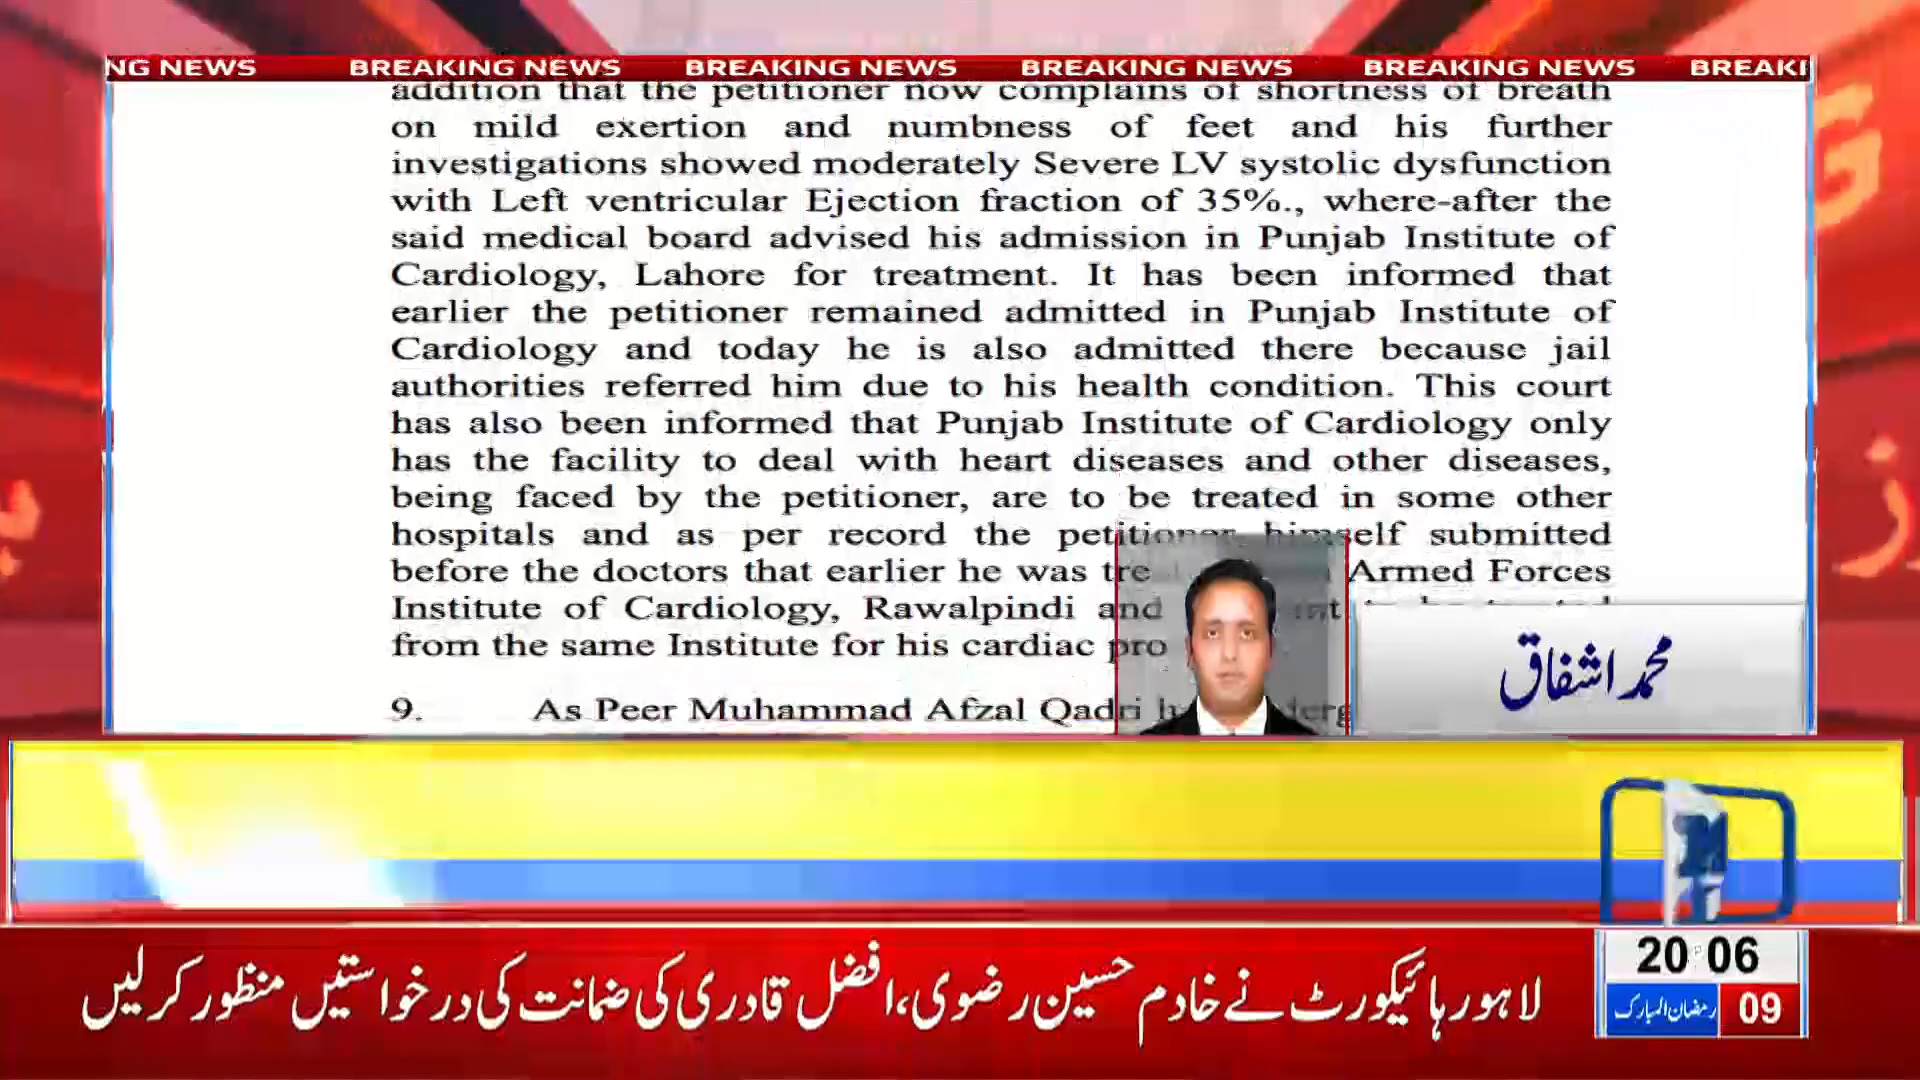 NG NEWS BREAKING NEWS BREAKING NEWS BREAKING NEWS BREAKING NEWS BREAKI
addition that the petitioner now complains of shortness of breath
on mild exertion and numbness of feet and his further
investigations showed moderately Severe LV systolic dysfunction
with Left ventricular Ejection fraction of 35%., where-after the
said medical board advised his admission in Punjab Institute of
Cardiology, Lahore for treatment. It has been informed that
earlier the petitioner remained admitted in Punjab Institute of
Cardiology and today he is also admitted there because jail
authorities referred him due to his health condition. This court
has also been informed that Punjab Institute of Cardiology only
has the facility to deal with heart diseases and other diseases,
being faced by the petitioner, are to be treated in some other
hospitals and as per record the petitioner himself submitted
before the doctors that earlier he was tre Armed Forces
Institute of Cardiology, Rawalpindi and
from the same Institute for his cardiac pro
9. As Peer Muhammad Afzal Qadri
محمد اشفاق
20 06
لاہور ہائیکورٹ نے خادم حسین رضوی، افضل قادری کی ضمانت کی درخواستیں منظور کر لیں
رمضان المبارک 09